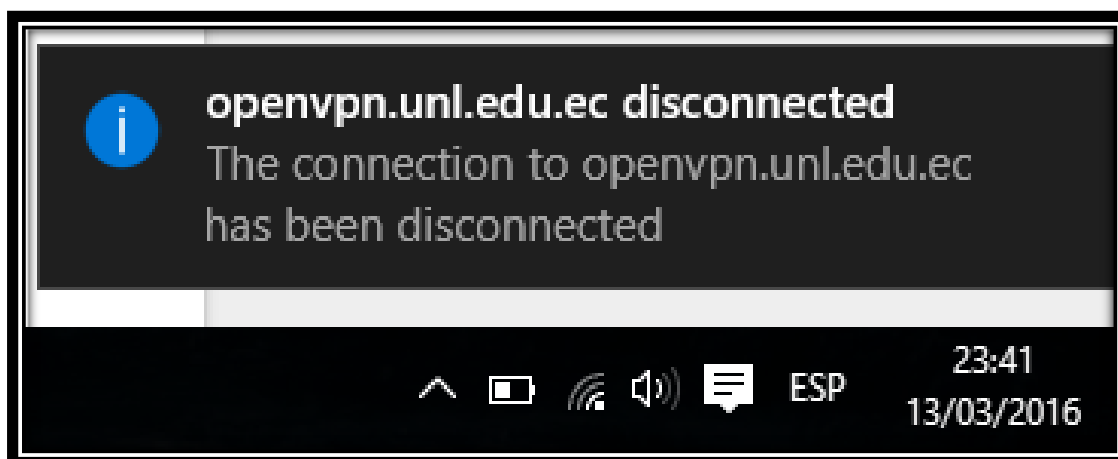 openvpn.unl.edu.ec disconnected
The connection to openvpn.unl.edu.ec
has been disconnected
ESP
23:41
13/03/2016